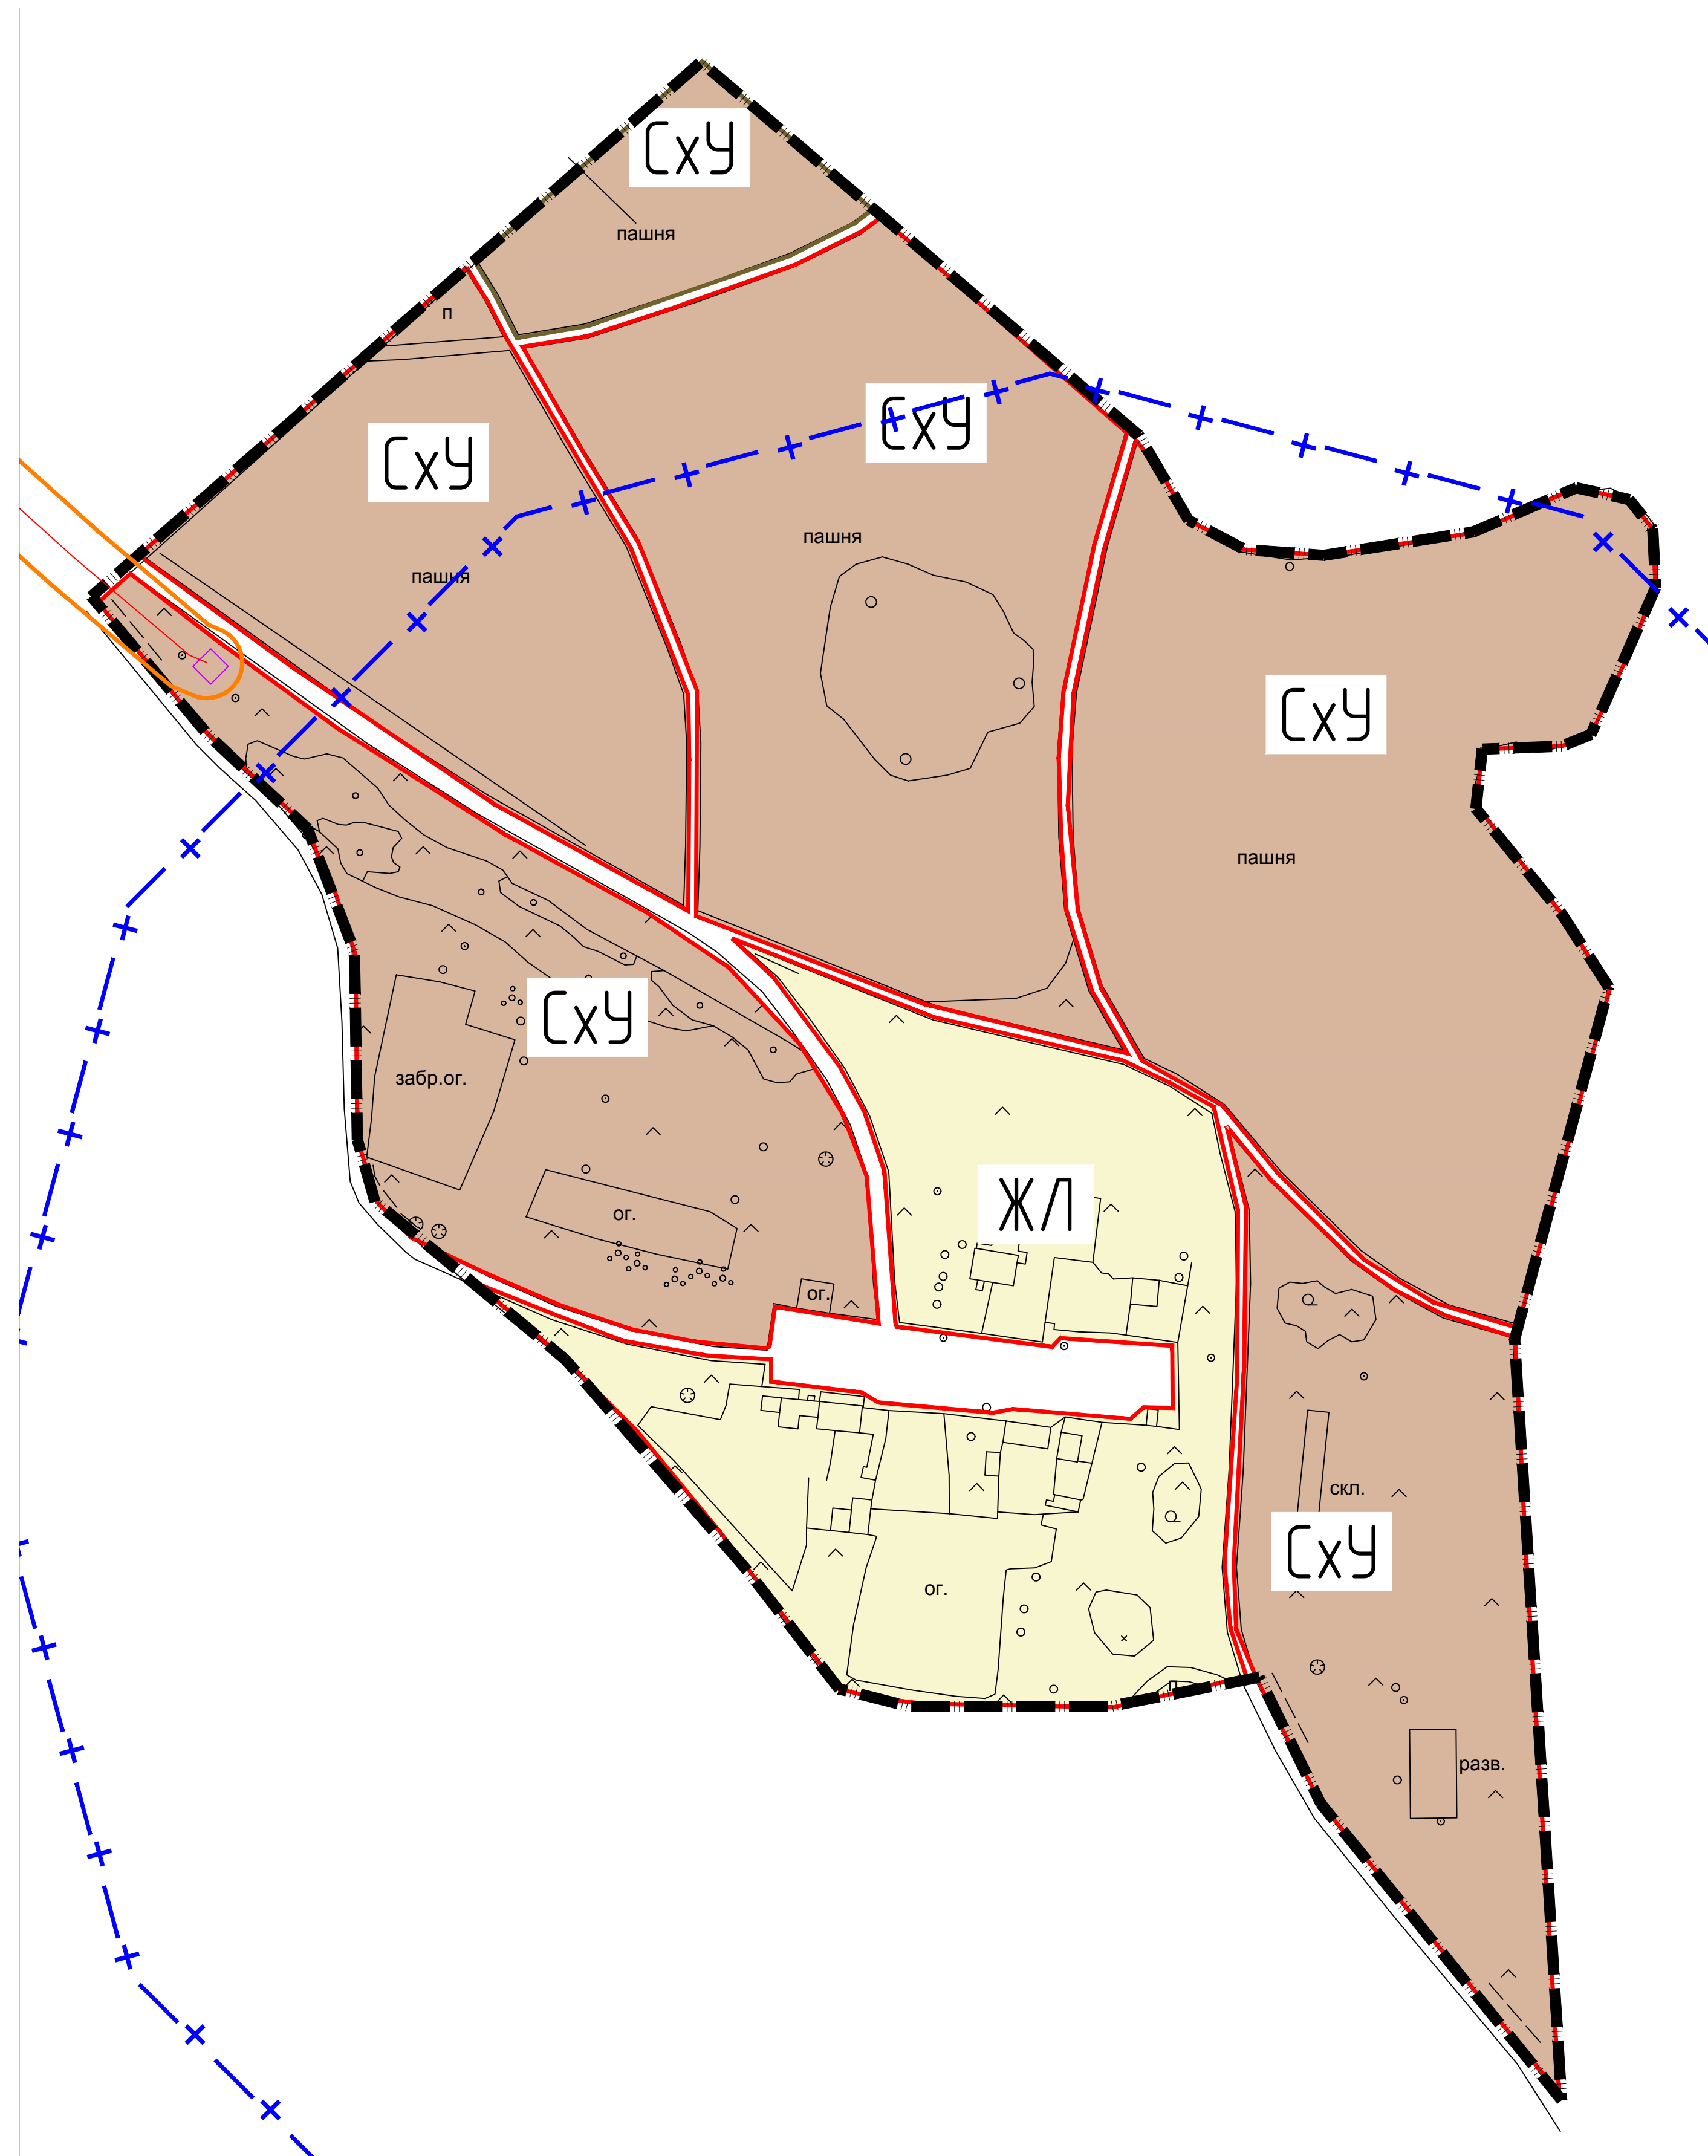 СхУ
пашня
п
СхУ
СхУ
пашня
пашня
СхУ
пашня
СхУ
забр.ог.
ЖЛ
ог.
ог.
скл.
СхУ
ог.
п
разв.